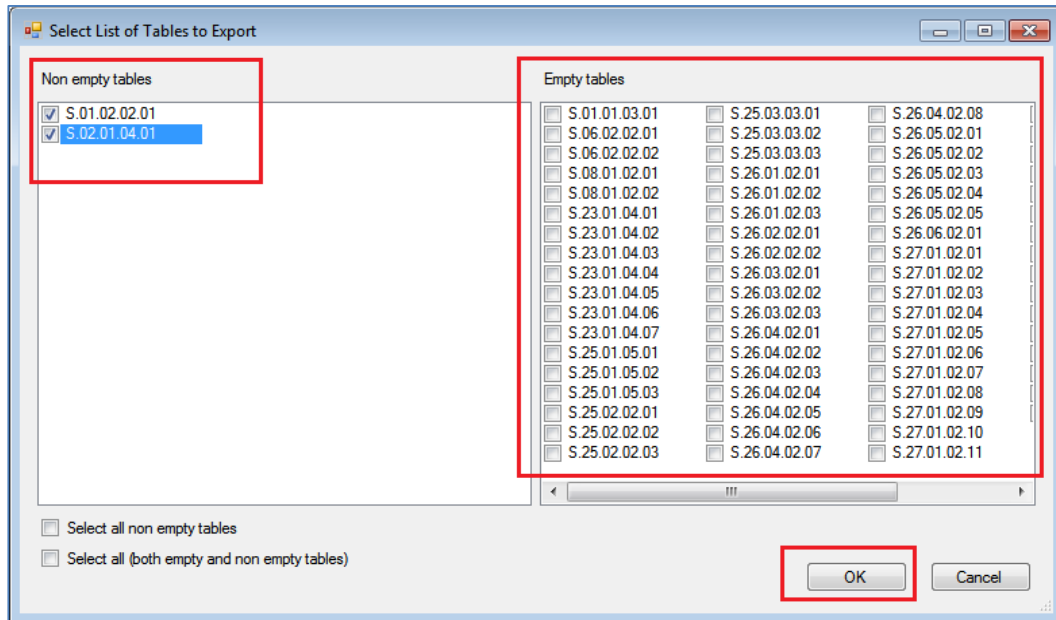 Select List of Tables to Export
Non empty tables
S.01.02.02.01
S.02.01.04.01
Empty tables
S.01.01.03.01
S.06.02.02.01
S.06.02.02.02
S.08.01.02.01
S.08.01.02.02
S.23.01.04.01
S.23.01.04.02
S.23.01.04.03
S.23.01.04.04
S.23.01.04.05
S.23.01.04.06
S.23.01.04.07
S.25.01.05.01
S.25.01.05.02
S.25.01.05.03
S.25.02.02.01
S.25.02.02.02
S.25.02.02.03
S.25.03.03.01
S.25.03.03.02
S.25.03.03.03
S.26.01.02.01
S.26.01.02.02
S.26.01.02.03
S.26.02.02.01
S.26.02.02.02
S.26.03.02.01
S.26.03.02.02
S.26.03.02.03
S.26.04.02.01
S.26.04.02.02
S.26.04.02.03
S.26.04.02.04
S.26.04.02.05
S.26.04.02.06
S.26.04.02.07
S.26.04.02.08
S.26.05.02.01
S.26.05.02.02
S.26.05.02.03
S.26.05.02.04
S.26.05.02.05
S.26.06.02.01
S.27.01.02.01
S.27.01.02.02
S.27.01.02.03
S.27.01.02.04
S.27.01.02.05
S.27.01.02.06
S.27.01.02.07
S.27.01.02.08
S.27.01.02.09
S.27.01.02.10
S.27.01.02.11
Select all non empty tables
Select all (both empty and non empty tables)
OK
Cancel